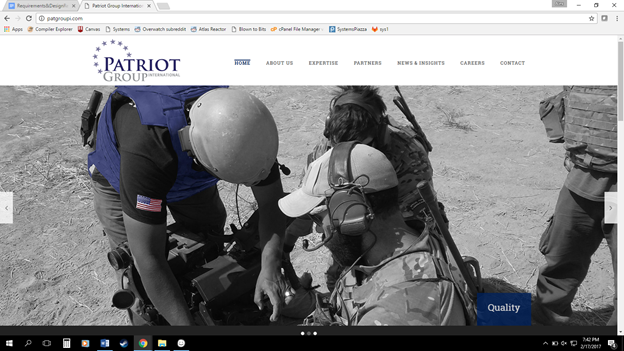 Requirements&DesignF
Patriot Group Internation
patgroupi.com
Apps
Compiler Explorer
Canvas
Systems
Overwatch subreddit
Atlas Reactor
Blown to Bits
cPanel File Manager
SystemsPiazza
sys1
PATRIOT
GROUP INTERNATIONAL
HOME
ABOUT US
EXPERTISE
PARTNERS
NEWS & INSIGHTS
CAREERS
CONTACT
Quality
7:42 PM
2/17/2017